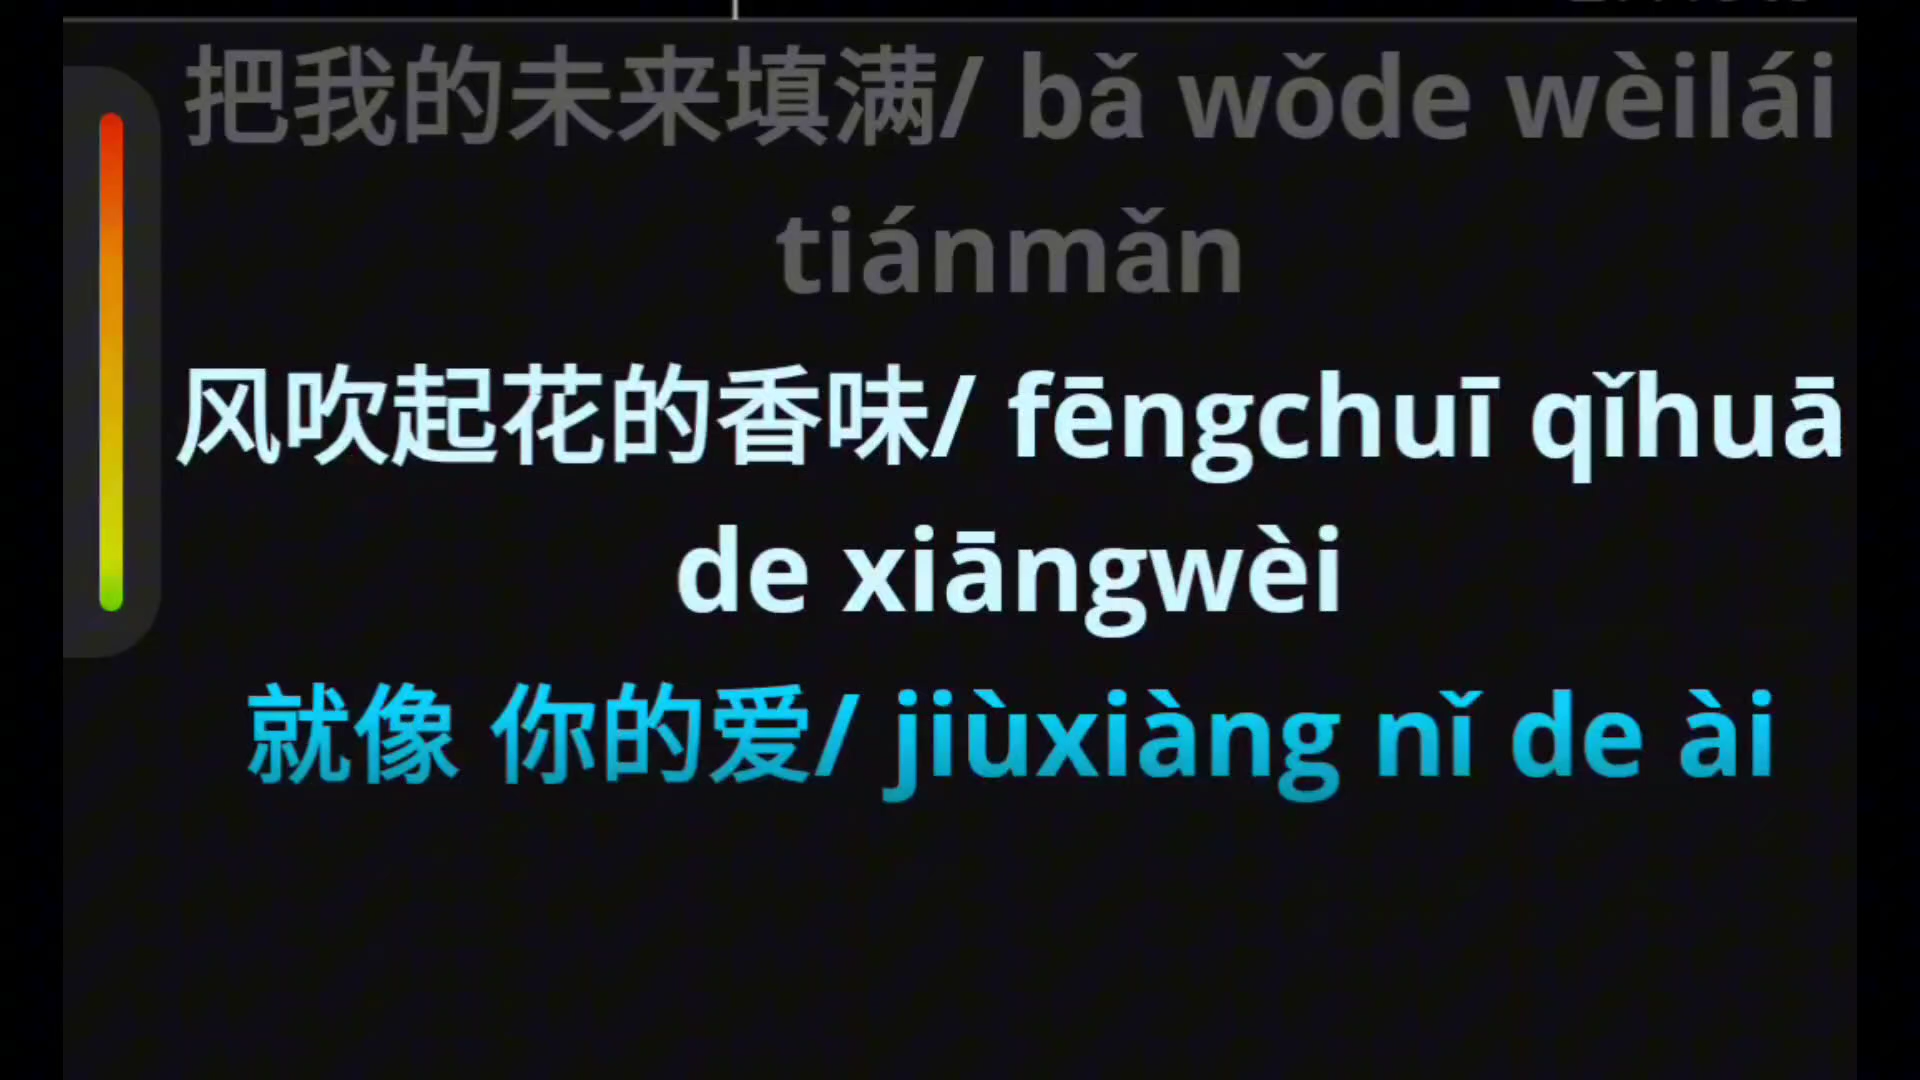 把我的未来填满/ bǎ wǒde wèilái
tiánmǎn
风吹起花的香味/ fēngchuī qǐhuā
de xiāngwèi
就像 你的爱/ jiùxiàng nǐ de ài